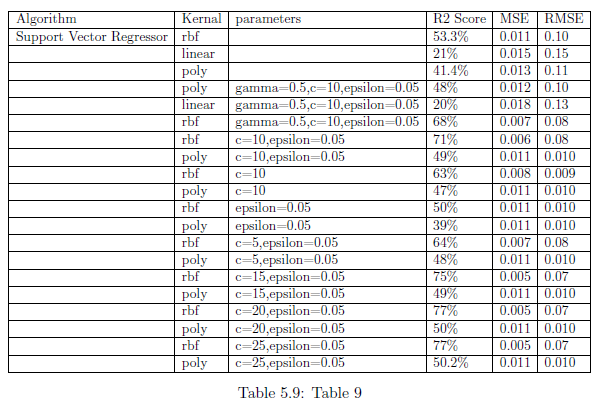 Algorithm Kernal parameters R2 Score MSE RMSE
Support Vector Regressor rbf 53.3% 0.011 0.10
linear 21% 0.015 0.15
poly 41.4% 0.013 0.11
poly gamma=0.5,c=10,epsilon=0.05 48% 0.012 0.10
linear gamma=0.5,c=10,epsilon=0.05 20% 0.018 0.13
rbf gamma=0.5,c=10,epsilon=0.05 68% 0.007 0.08
rbf c=10,epsilon=0.05 71% 0.006 0.08
poly c=10,epsilon=0.05 49% 0.011 0.010
rbf c=10 63% 0.008 0.009
poly c=10 47% 0.011 0.010
rbf epsilon=0.05 50% 0.011 0.010
poly epsilon=0.05 39% 0.011 0.010
rbf c=5,epsilon=0.05 64% 0.007 0.08
poly c=5,epsilon=0.05 48% 0.011 0.010
rbf c=15,epsilon=0.05 75% 0.005 0.07
poly c=15,epsilon=0.05 49% 0.011 0.010
rbf c=20,epsilon=0.05 77% 0.005 0.07
poly c=20,epsilon=0.05 50% 0.011 0.010
rbf c=25,epsilon=0.05 77% 0.005 0.07
poly c=25,epsilon=0.05 50.2% 0.011 0.010
Table 5.9: Table 9